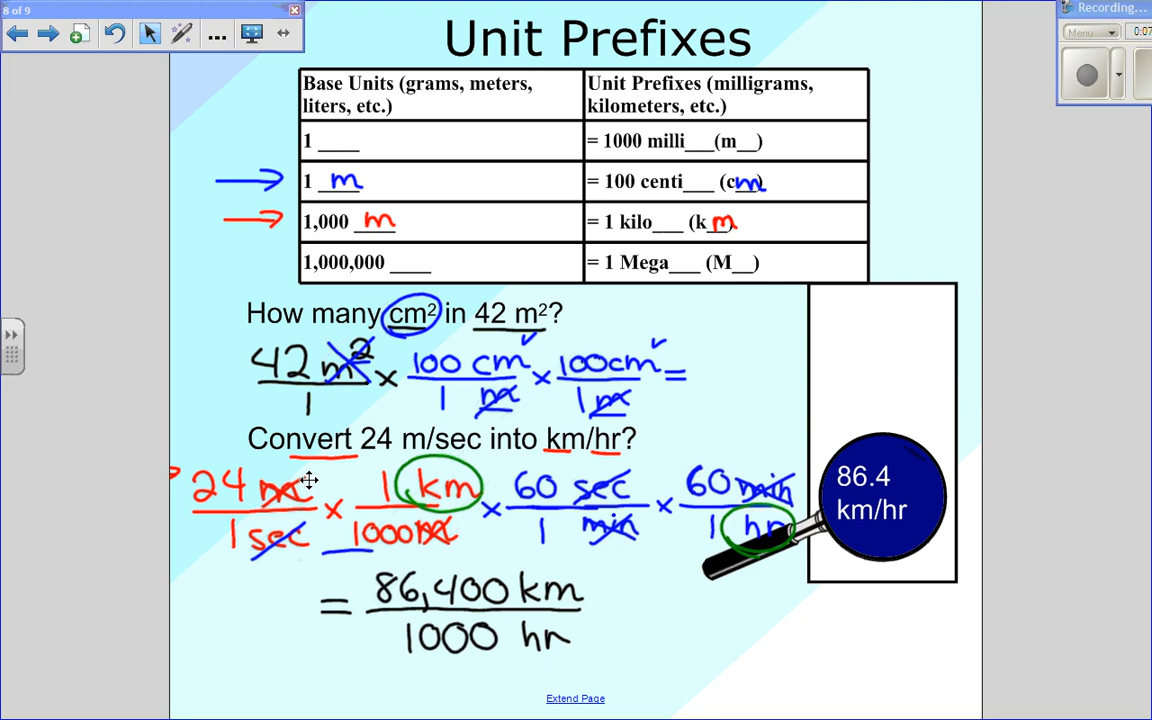 8 of 9
Recording...
Menu
0:07
Unit Prefixes
Base Units (grams, meters, liters, etc.) Unit Prefixes (milligrams, kilometers, etc.)
1 ____ = 1000 milli___(m__)
1 m = 100 centi___ (cm)
1,000 m = 1 kilo___ (k m)
1,000,000 ____ = 1 Mega___ (M__)
How many cm² in 42 m²?
42 m² / 1 × 100 cm / 1 m × 100cm / 1 m =
Convert 24 m/sec into km/hr?
24 m / 1 sec × 1 km / 1000 m × 60 sec / 1 min × 60 min / 1 hr
86.4
km/hr
= 86,400 km / 1000 hr
Extend Page